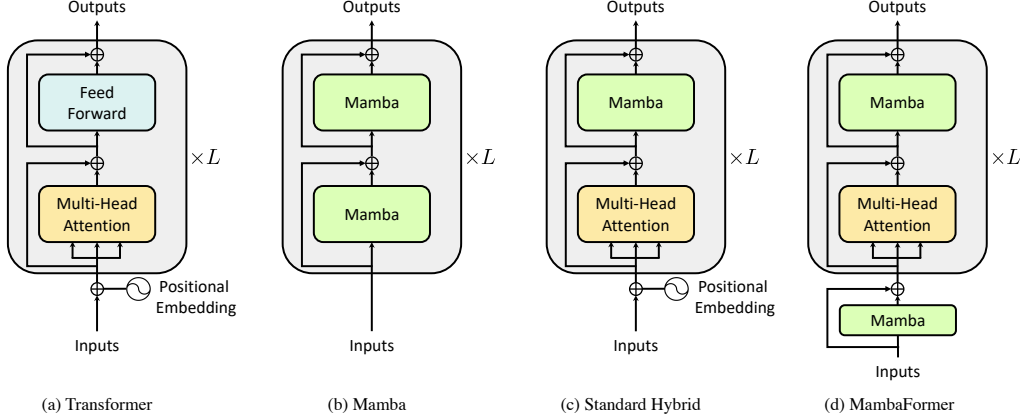 Outputs
Feed
Forward
× L
Multi-Head
Attention
Positional
Embedding
Inputs
(a) Transformer
Outputs
Mamba
× L
Mamba
Inputs
(b) Mamba
Outputs
Mamba
× L
Multi-Head
Attention
Positional
Embedding
Inputs
(c) Standard Hybrid
Outputs
Mamba
× L
Multi-Head
Attention
Mamba
Inputs
(d) MambaFormer